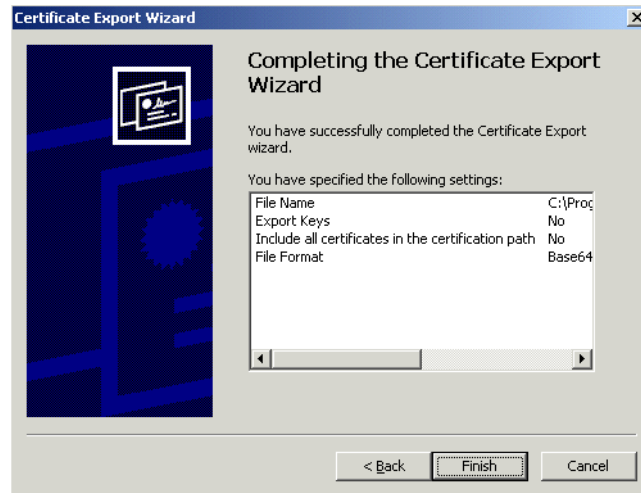 Certificate Export Wizard
Completing the Certificate Export
Wizard
You have successfully completed the Certificate Export
wizard.
You have specified the following settings:
File Name C:\Prog
Export Keys No
Include all certificates in the certification path No
File Format Base64
< Back Finish Cancel